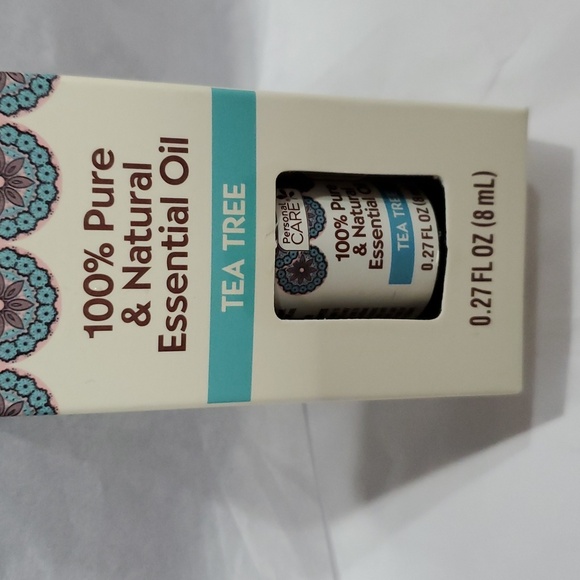 100% Pure
& Natural
Essential Oil
TEA TREE
Personal
CARE
100% Pure
& Natural
Essential Oil
TEA TREE
0.27 FL OZ
0.27 FL OZ (8 mL)